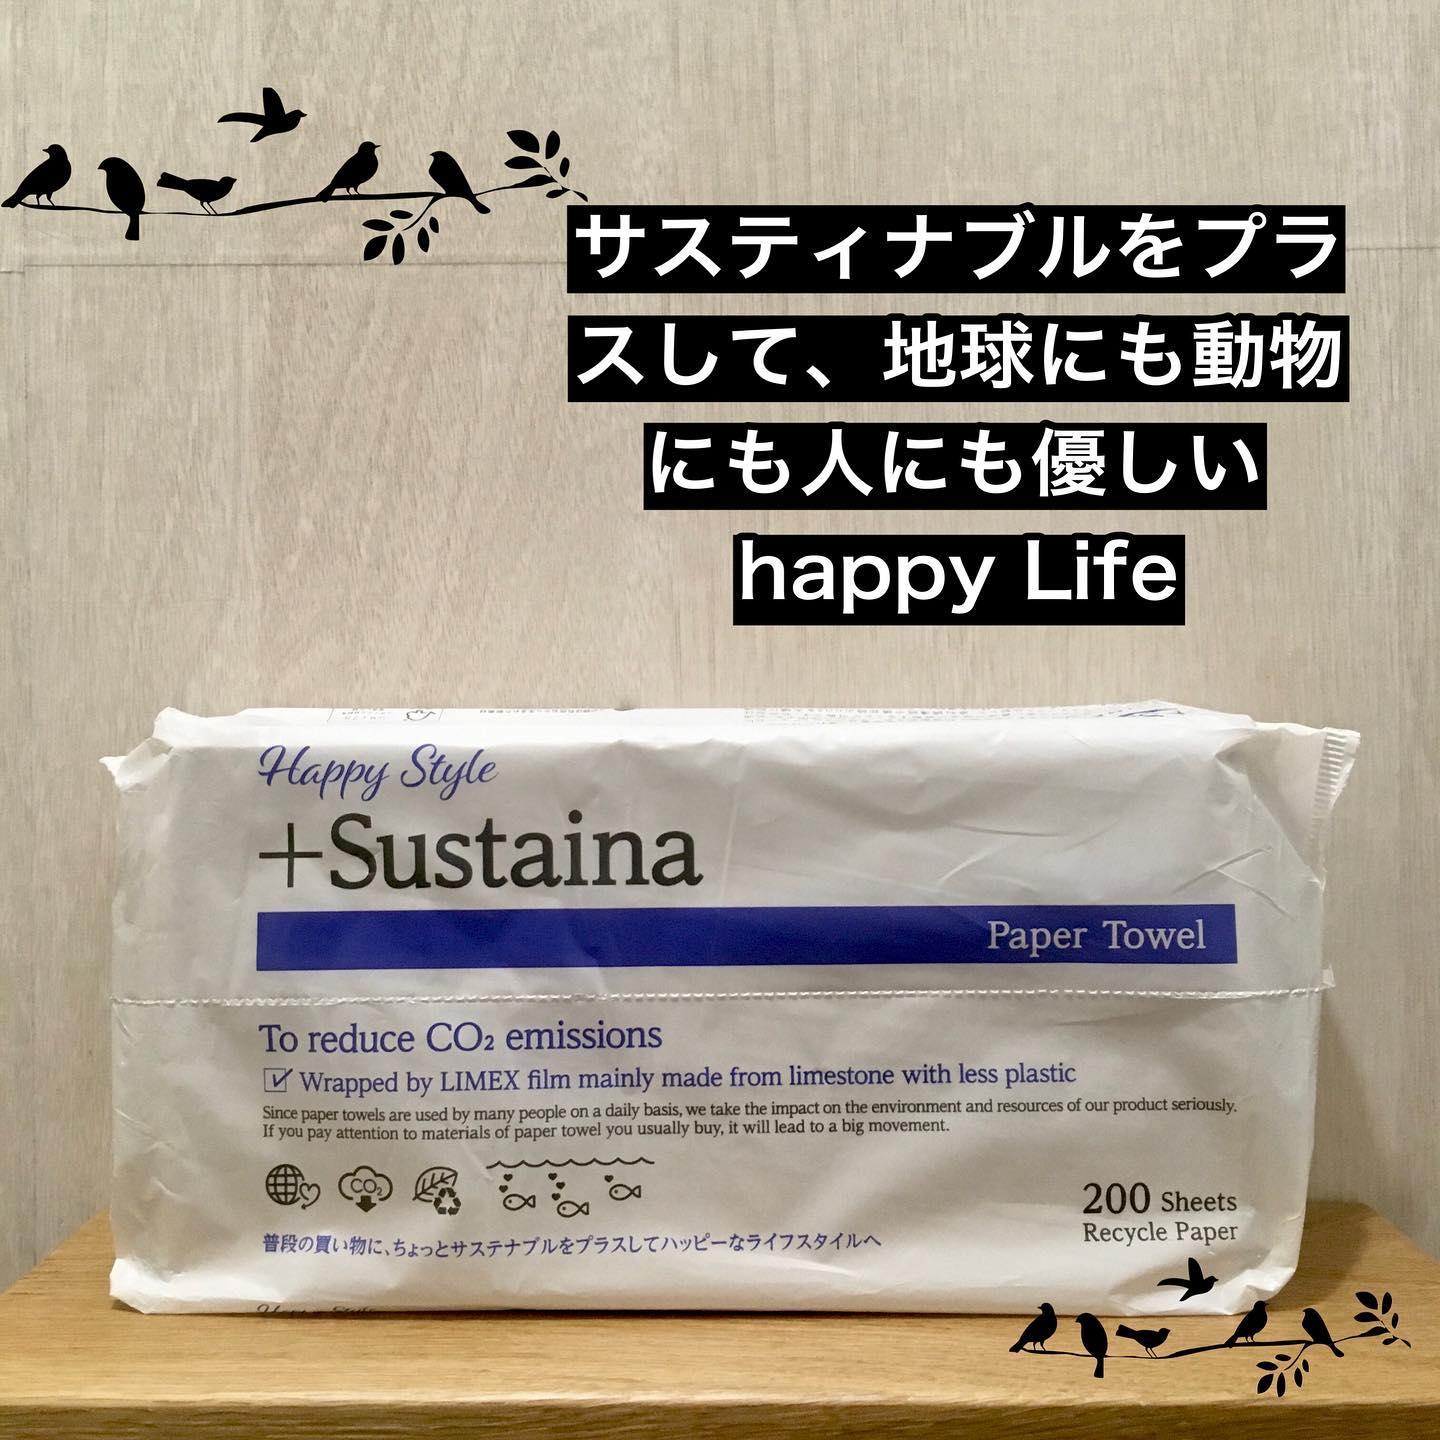 サスティナブルをプラ
スして、地球にも動物
にも人にも優しい
happy Life
Happy Style
+Sustaina
Paper Towel
To reduce CO₂ emissions
Wrapped by LIMEX film mainly made from limestone with less plastic
Since paper towels are used by many people on a daily basis, we take the impact on the environment and resources of our product seriously.
If you pay attention to materials of paper towel you usually buy, it will lead to a big movement.
CO₂
200 Sheets
Recycle Paper
普段の買い物に、ちょっとサステナブルをプラスしてハッピーなライフスタイルへ
Happy Style